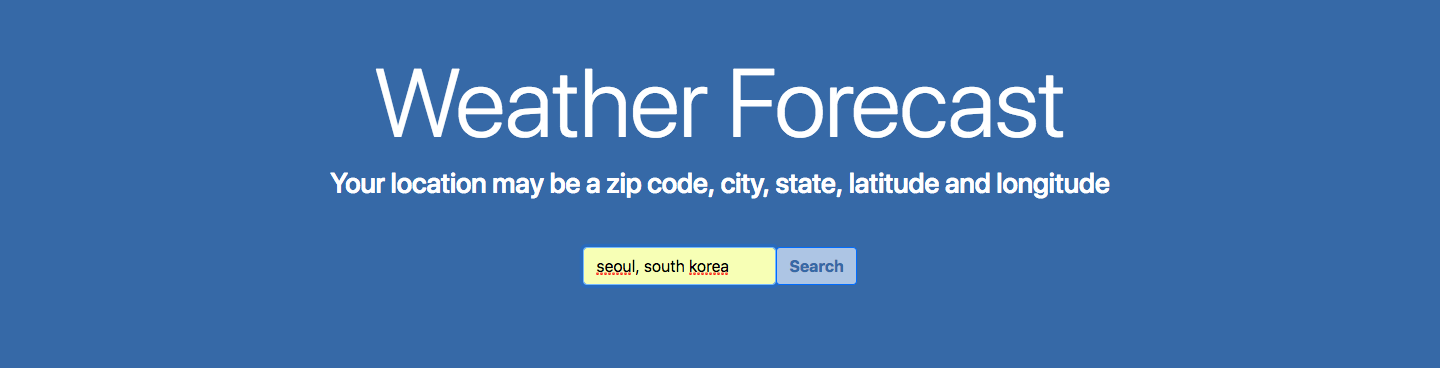 Weather Forecast
Your location may be a zip code, city, state, latitude and longitude
seoul, south korea Search